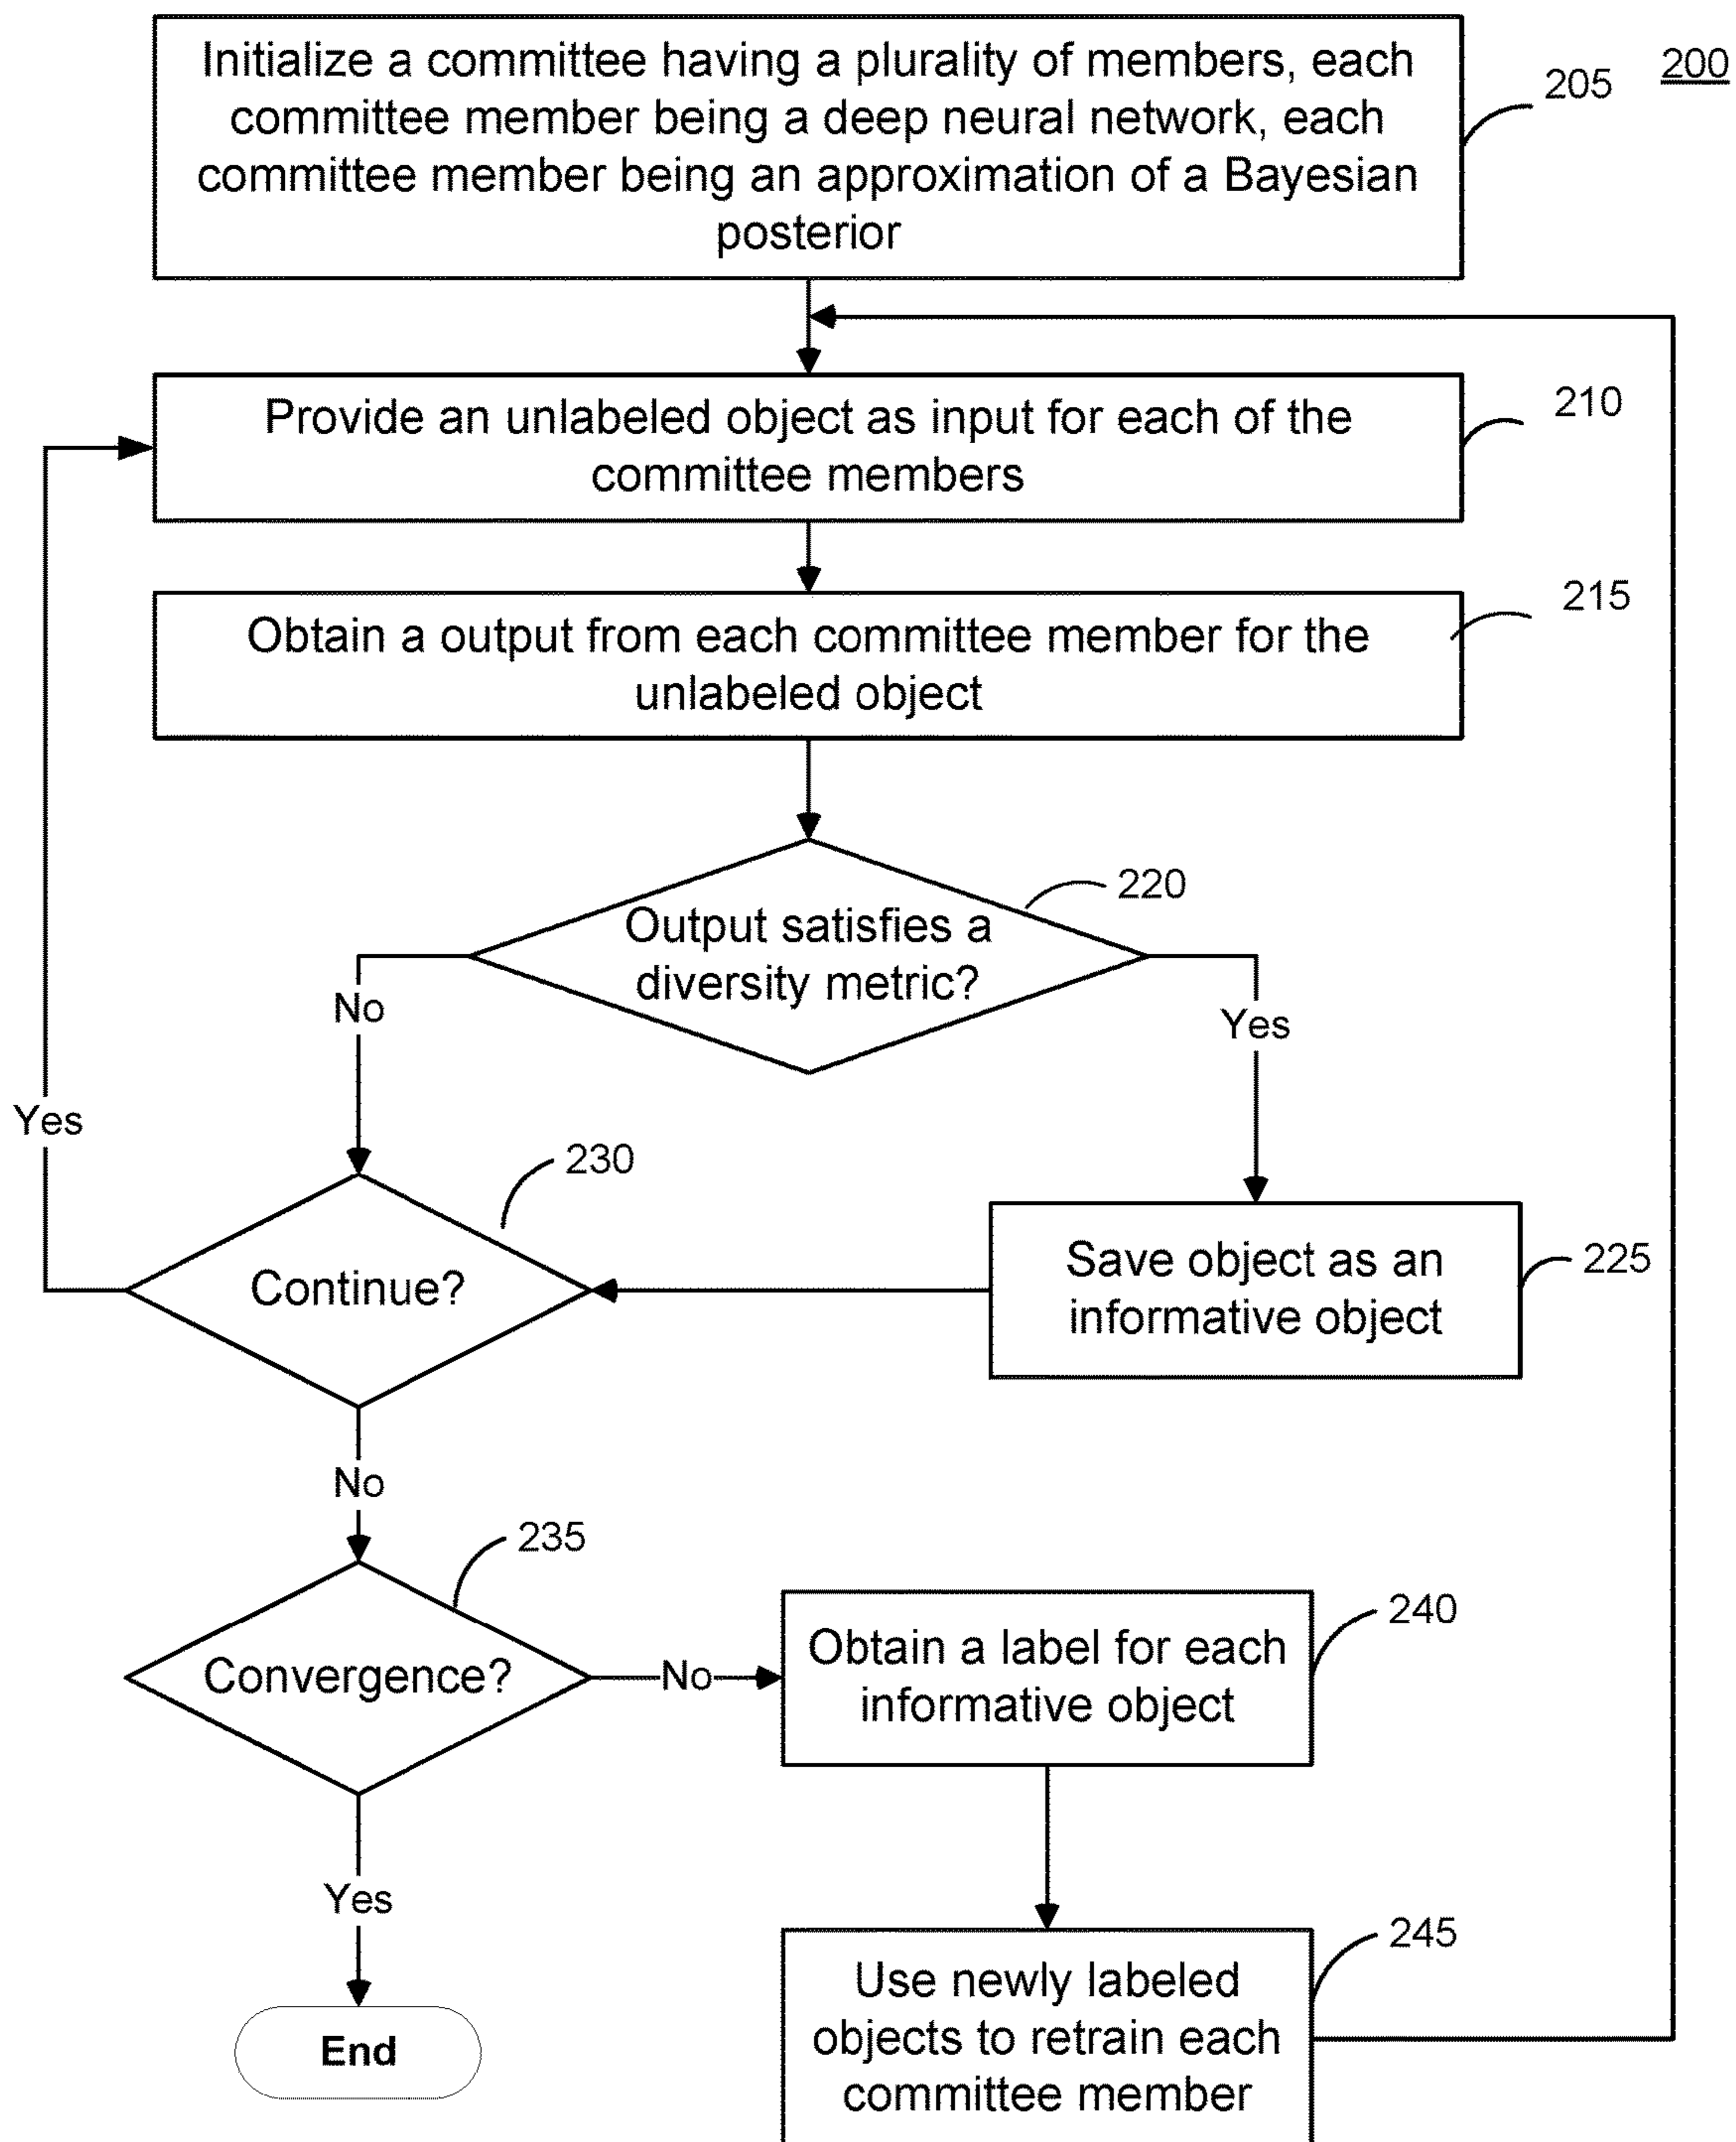 Initialize a committee having a plurality of members, each
committee member being a deep neural network, each
committee member being an approximation of a Bayesian
posterior
205
200
Provide an unlabeled object as input for each of the
committee members
210
Obtain a output from each committee member for the
unlabeled object
215
Output satisfies a
diversity metric?
220
No
Yes
Yes
Continue?
230
Save object as an
informative object
225
No
Convergence?
235
No
Obtain a label for each
informative object
240
Yes
End
Use newly labeled
objects to retrain each
committee member
245